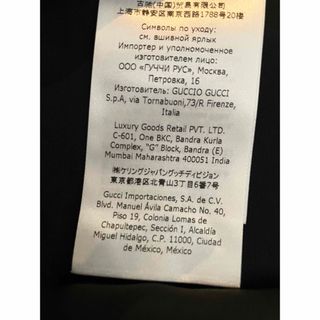 古驰(中国)贸易有限公司
上海市静安区南京西路1788号20楼
Символы по уходу:
см. вшивной ярлык
Импортер и уполномоченное
изготовителем лицо:
ООО «ГУЧЧИ РУС», Москва,
Петровка, 16
Изготовитель: GUCCIO GUCCI
S.p.A, via Tornabuoni,73/R Firenze,
Italia
Luxury Goods Retail PVT. LTD.
C-601, One BKC, Bandra Kurla
Complex, "G" Block, Bandra (E)
Mumbai Maharashtra 400051 India
㈱ケリングジャパングッチディビジョン
東京都港区北青山3丁目6番7号
Gucci Importaciones, S.A. de C.V.
Blvd. Manuel Ávila Camacho No. 40,
Piso 19, Colonia Lomas de
Chapultepec, Sección I, Alcaldía
Miguel Hidalgo, C.P. 11000, Ciudad
de México, México